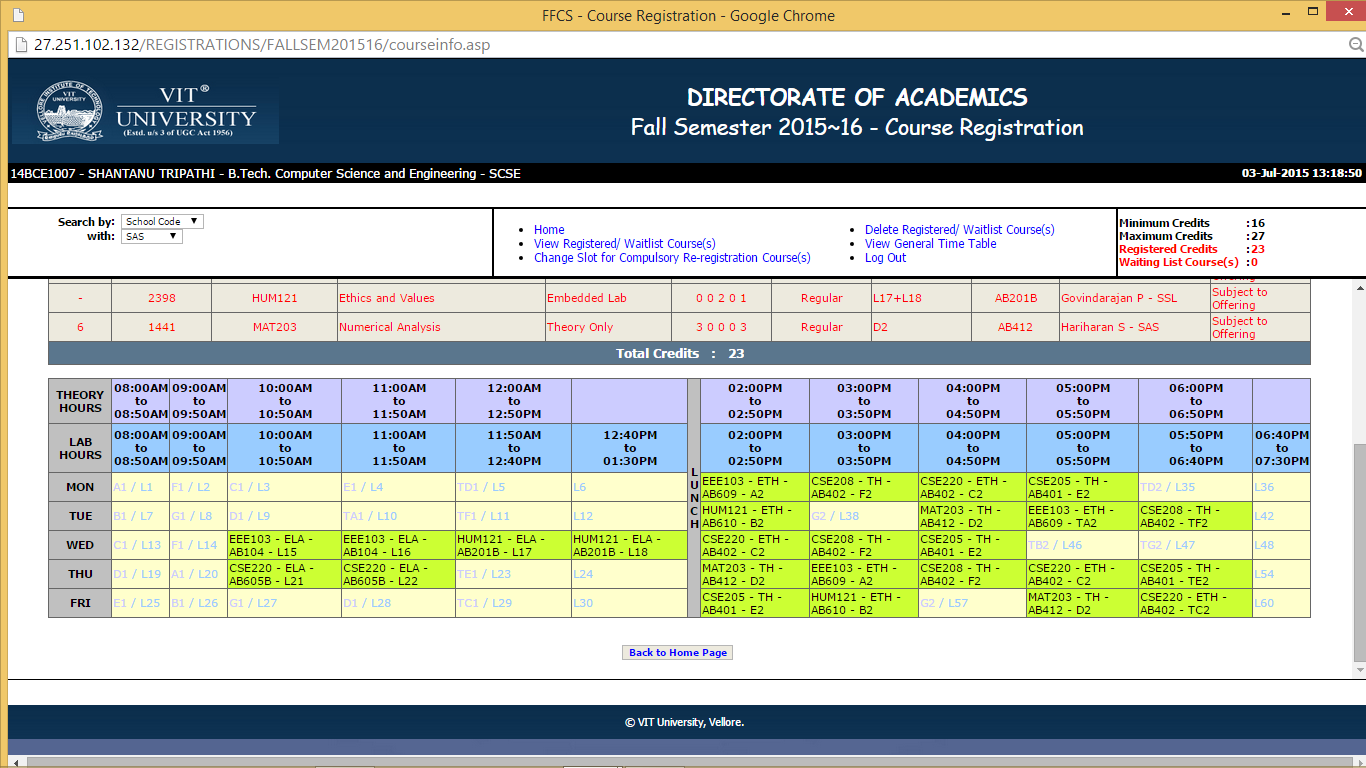 FFCS - Course Registration - Google Chrome
27.251.102.132/REGISTRATIONS/FALLSEM201516/courseinfo.asp
VELLORE INSTITUTE OF TECHNOLOGY
VIT
UNIVERSITY
VIT®
UNIVERSITY
(Estd. u/s 3 of UGC Act 1956)
DIRECTORATE OF ACADEMICS
Fall Semester 2015~16 - Course Registration
14BCE1007 - SHANTANU TRIPATHI - B.Tech. Computer Science and Engineering - SCSE 03-Jul-2015 13:18:50
Search by: School Code
with: SAS
Home
View Registered/ Waitlist Course(s)
Change Slot for Compulsory Re-registration Course(s)
Delete Registered/ Waitlist Course(s)
View General Time Table
Log Out
Minimum Credits :16
Maximum Credits :27
Registered Credits :23
Waiting List Course(s) :0
Offering
- 2398 HUM121 Ethics and Values Embedded Lab 0 0 2 0 1 Regular L17+L18 AB201B Govindarajan P - SSL Subject to
Offering
6 1441 MAT203 Numerical Analysis Theory Only 3 0 0 0 3 Regular D2 AB412 Hariharan S - SAS Subject to
Offering
Total Credits : 23
THEORY
HOURS
08:00AM
to
08:50AM
09:00AM
to
09:50AM
10:00AM
to
10:50AM
11:00AM
to
11:50AM
12:00AM
to
12:50PM
02:00PM
to
02:50PM
03:00PM
to
03:50PM
04:00PM
to
04:50PM
05:00PM
to
05:50PM
06:00PM
to
06:50PM
LAB
HOURS
08:00AM
to
08:50AM
09:00AM
to
09:50AM
10:00AM
to
10:50AM
11:00AM
to
11:50AM
11:50AM
to
12:40PM
12:40PM
to
01:30PM
LUNCH
02:00PM
to
02:50PM
03:00PM
to
03:50PM
04:00PM
to
04:50PM
05:00PM
to
05:50PM
05:50PM
to
06:40PM
06:40PM
to
07:30PM
MON
A1 / L1
F1 / L2
C1 / L3
E1 / L4
TD1 / L5
L6
EEE103 - ETH -
AB609 - A2
CSE208 - TH -
AB402 - F2
CSE220 - ETH -
AB402 - C2
CSE205 - TH -
AB401 - E2
TD2 / L35
L36
TUE
B1 / L7
G1 / L8
D1 / L9
TA1 / L10
TF1 / L11
L12
HUM121 - ETH -
AB610 - B2
G2 / L38
MAT203 - TH -
AB412 - D2
EEE103 - ETH -
AB609 - TA2
CSE208 - TH -
AB402 - TF2
L42
WED
C1 / L13
F1 / L14
EEE103 - ELA -
AB104 - L15
EEE103 - ELA -
AB104 - L16
HUM121 - ELA -
AB201B - L17
HUM121 - ELA -
AB201B - L18
CSE220 - ETH -
AB402 - C2
CSE208 - TH -
AB402 - F2
CSE205 - TH -
AB401 - E2
TB2 / L46
TG2 / L47
L48
THU
D1 / L19
A1 / L20
CSE220 - ELA -
AB605B - L21
CSE220 - ELA -
AB605B - L22
TE1 / L23
L24
MAT203 - TH -
AB412 - D2
EEE103 - ETH -
AB609 - A2
CSE208 - TH -
AB402 - F2
CSE220 - ETH -
AB402 - C2
CSE205 - TH -
AB401 - TE2
L54
FRI
E1 / L25
B1 / L26
G1 / L27
D1 / L28
TC1 / L29
L30
CSE205 - TH -
AB401 - E2
HUM121 - ETH -
AB610 - B2
G2 / L57
MAT203 - TH -
AB412 - D2
CSE220 - ETH -
AB402 - TC2
L60
Back to Home Page
© VIT University, Vellore.